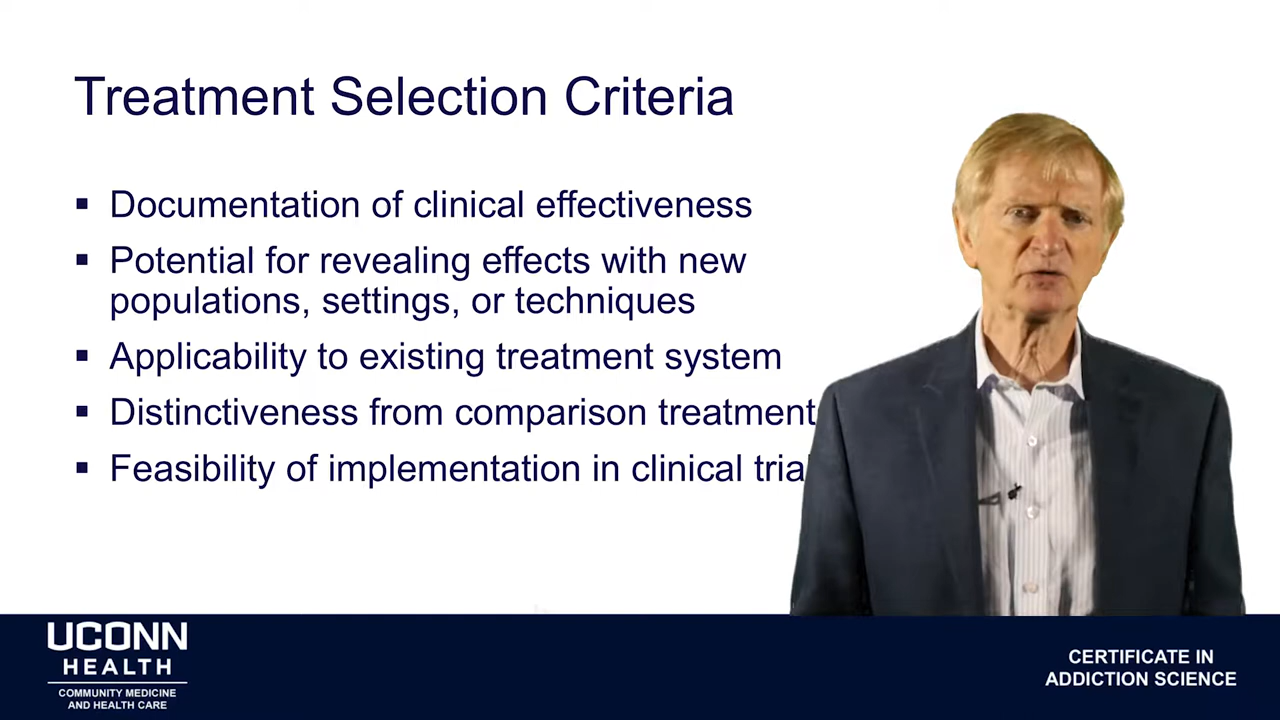 Treatment Selection Criteria
▪ Documentation of clinical effectiveness
▪ Potential for revealing effects with new
populations, settings, or techniques
▪ Applicability to existing treatment system
▪ Distinctiveness from comparison treatment
▪ Feasibility of implementation in clinical trial
UCONN
HEALTH
COMMUNITY MEDICINE
AND HEALTH CARE
CERTIFICATE IN
ADDICTION SCIENCE